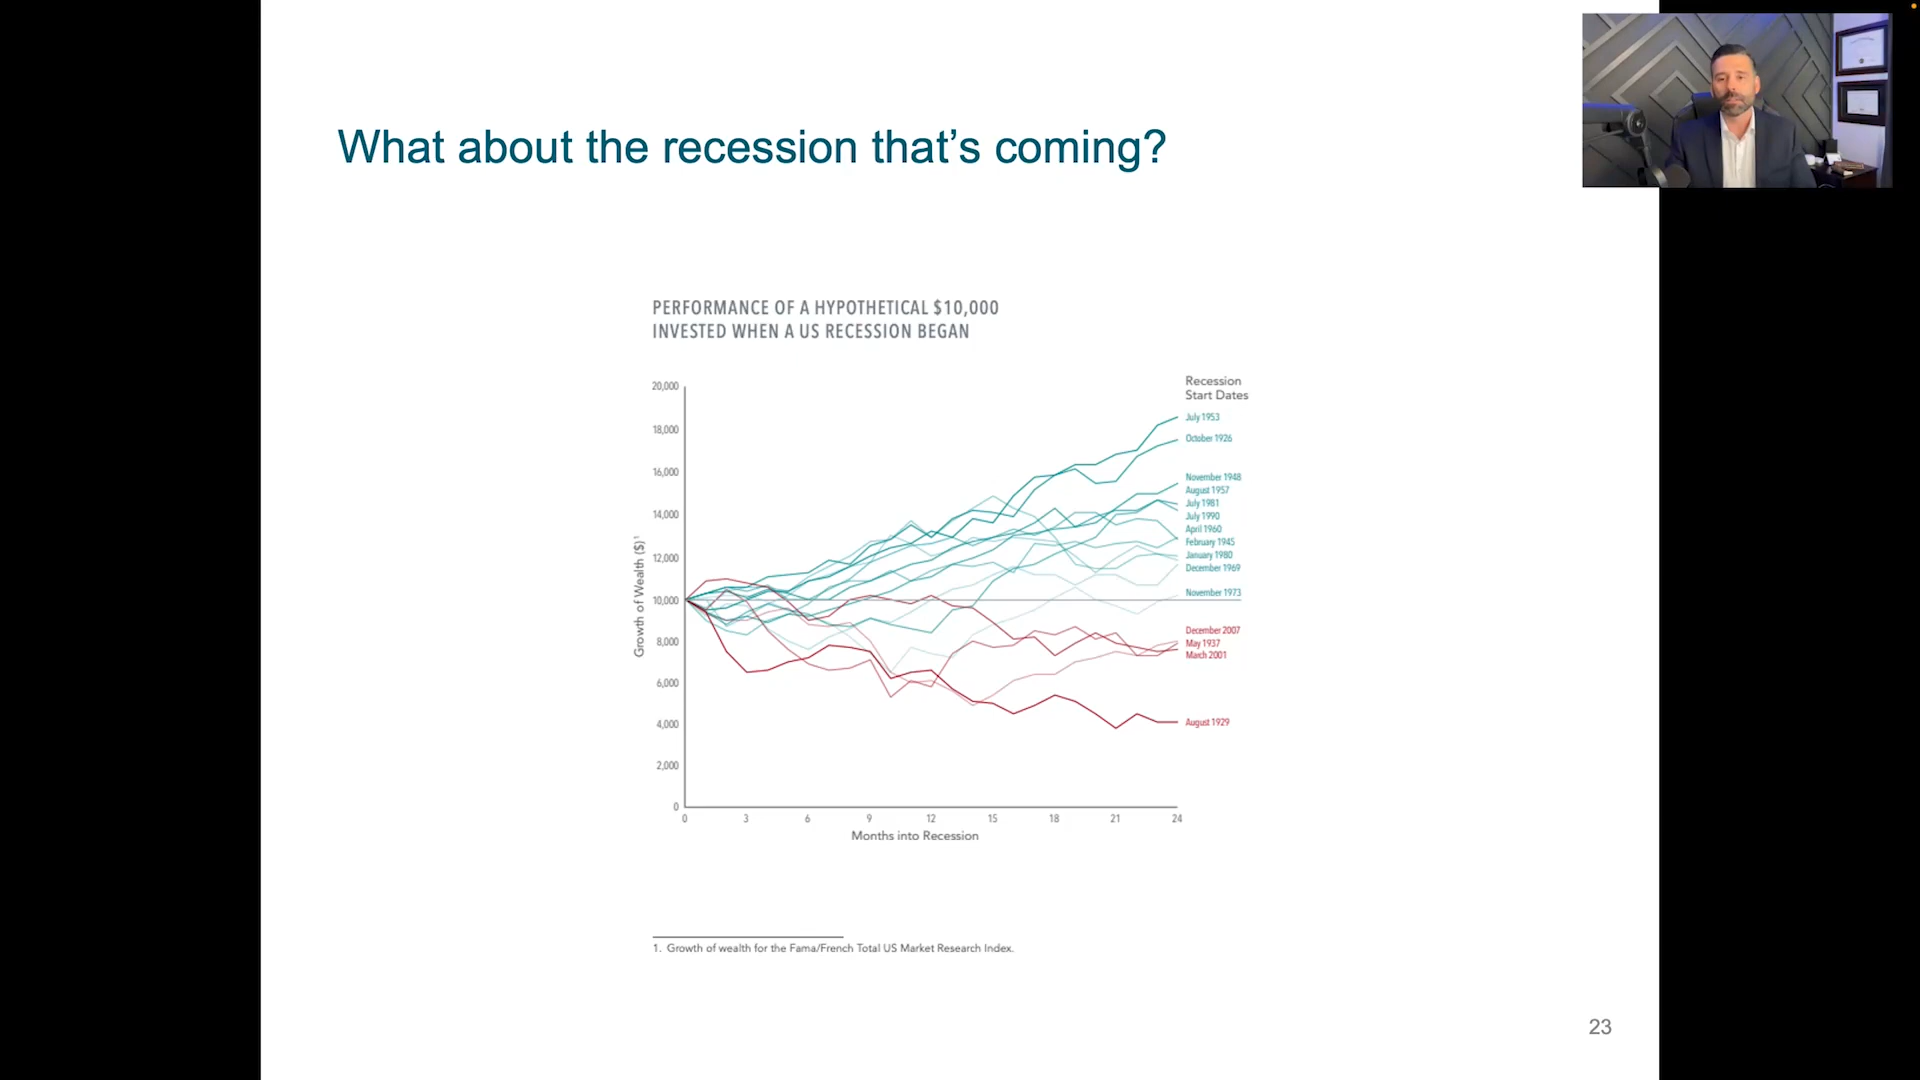 What about the recession that’s coming?
PERFORMANCE OF A HYPOTHETICAL $10,000
INVESTED WHEN A US RECESSION BEGAN
Growth of Wealth ($)¹
20,000
18,000
16,000
14,000
12,000
10,000
8,000
6,000
4,000
2,000
0
Recession
Start Dates
July 1953
October 1926
November 1948
August 1957
July 1981
July 1990
April 1960
February 1945
January 1980
December 1969
November 1973
December 2007
May 1937
March 2001
August 1929
0 3 6 9 12 15 18 21 24
Months into Recession
1. Growth of wealth for the Fama/French Total US Market Research Index.
23